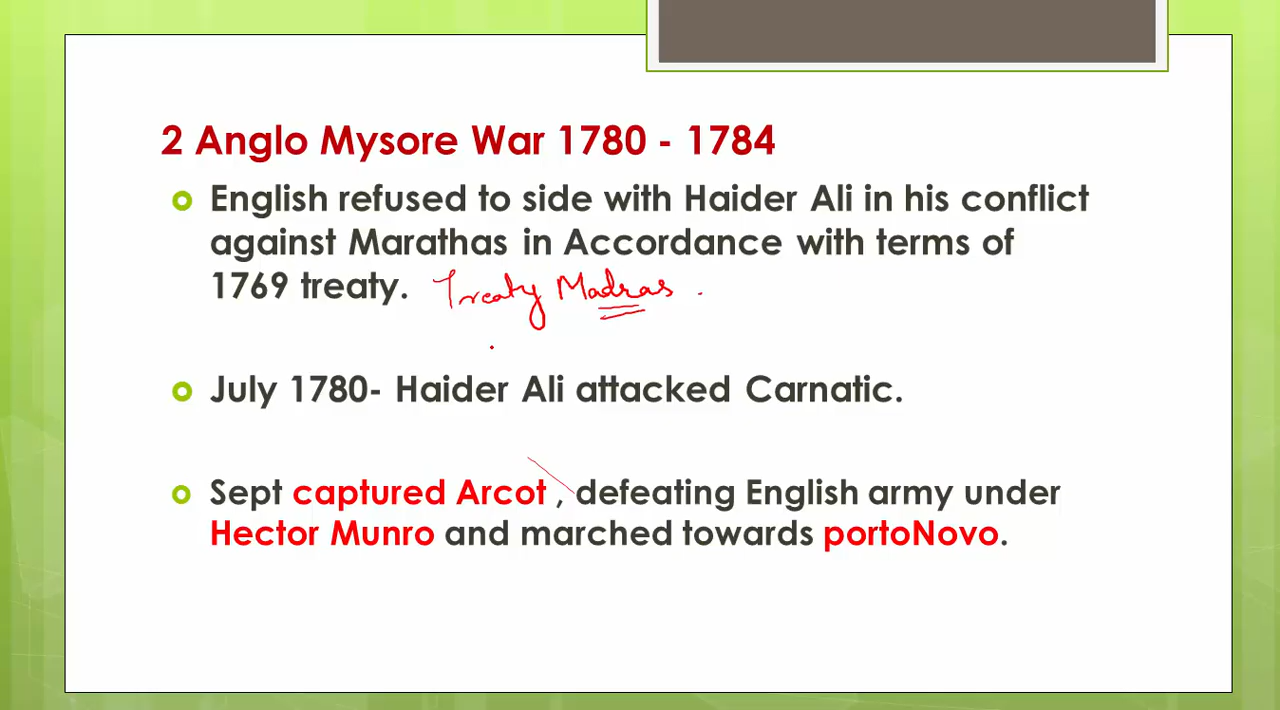 2 Anglo Mysore War 1780 - 1784
English refused to side with Haider Ali in his conflict
against Marathas in Accordance with terms of
1769 treaty. Treaty Madras
July 1780- Haider Ali attacked Carnatic.
Sept captured Arcot , defeating English army under
Hector Munro and marched towards portoNovo.